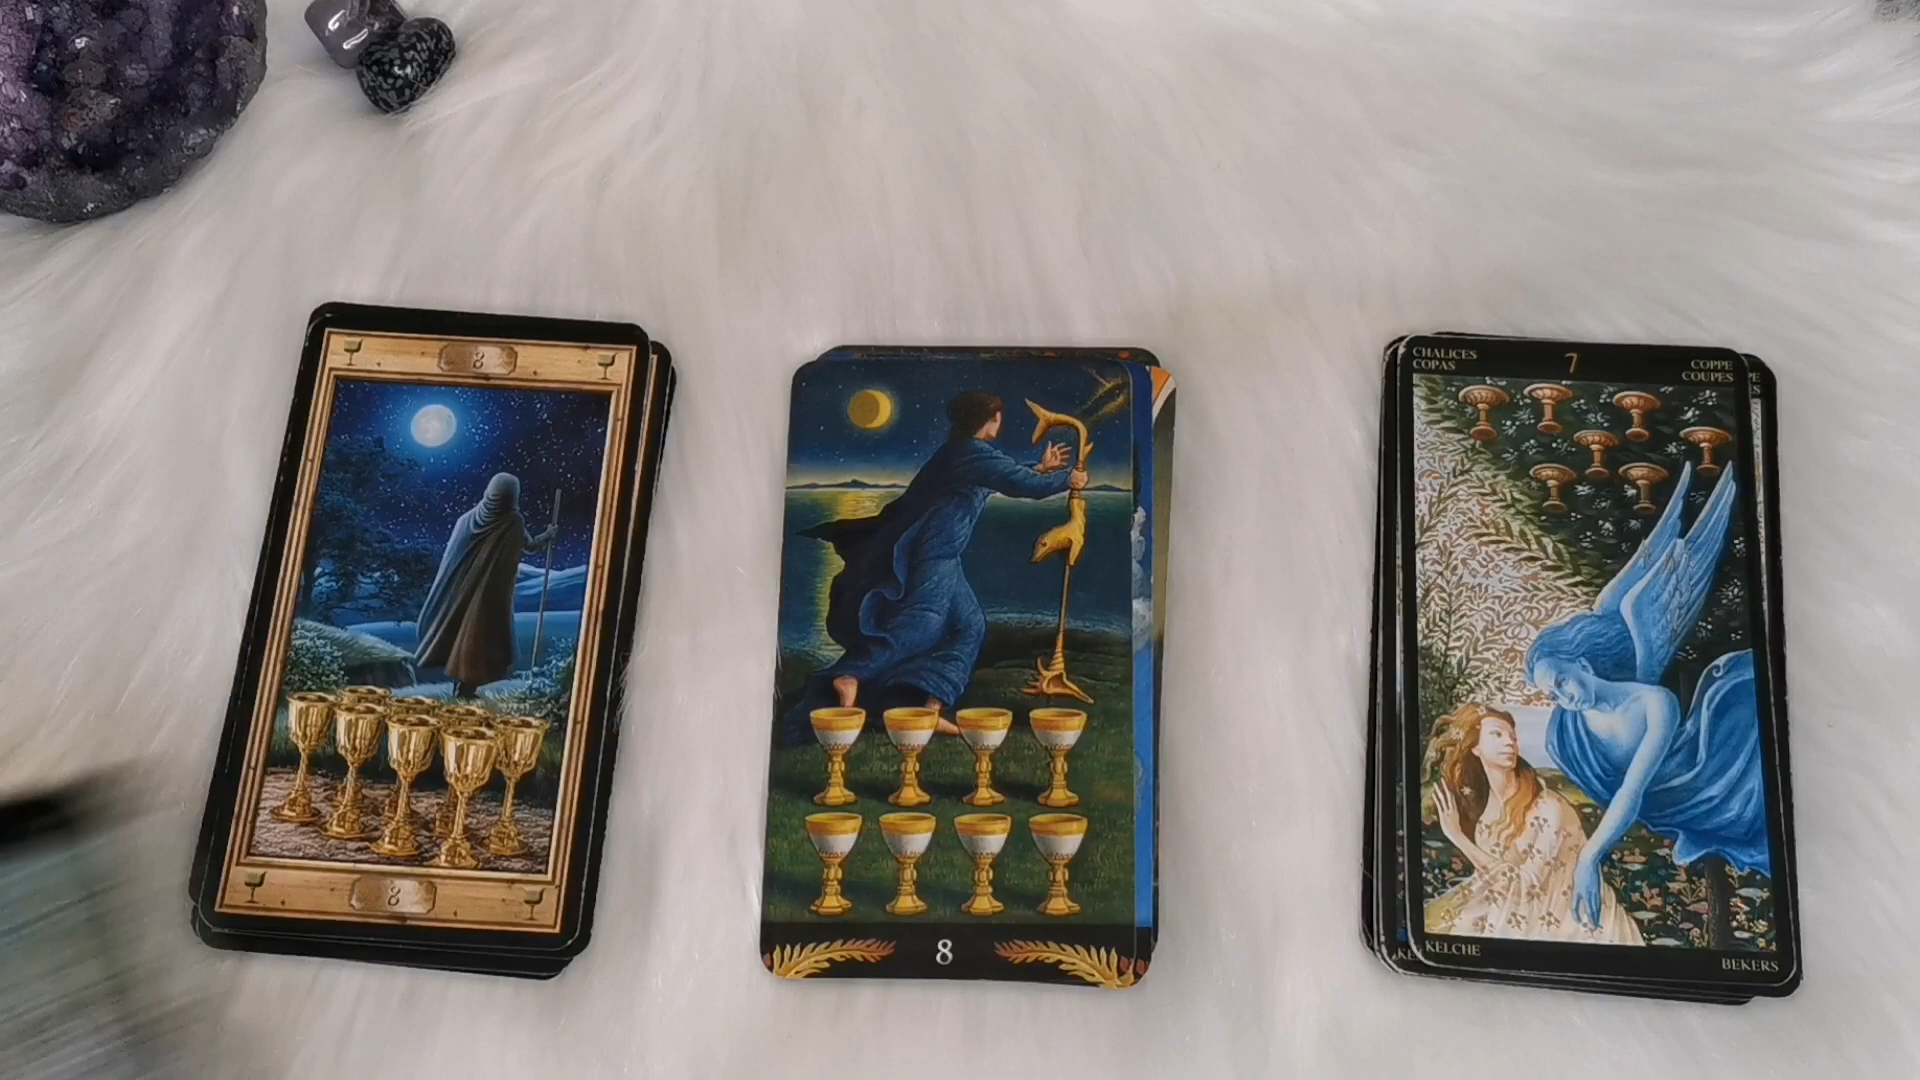 8
8
8
CHALICES
COPAS
7
COPPE
COUPES
KELCHE
BEKERS